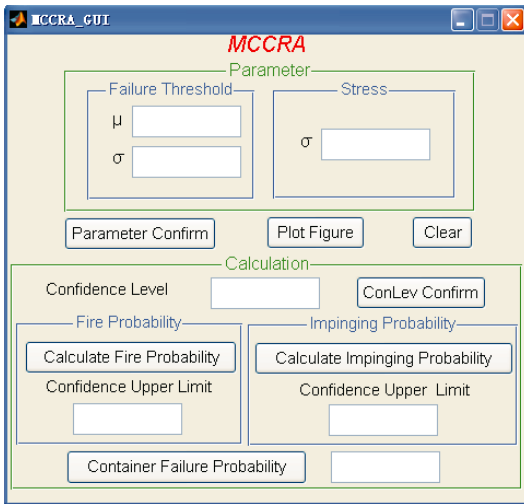 MCCRA_GUI
MCCRA
Parameter
Failure Threshold
Stress
μ
σ
σ
Parameter Confirm
Plot Figure
Clear
Calculation
Confidence Level
ConLev Confirm
Fire Probability
Impinging Probability
Calculate Fire Probability
Calculate Impinging Probability
Confidence Upper Limit
Confidence Upper Limit
Container Failure Probability